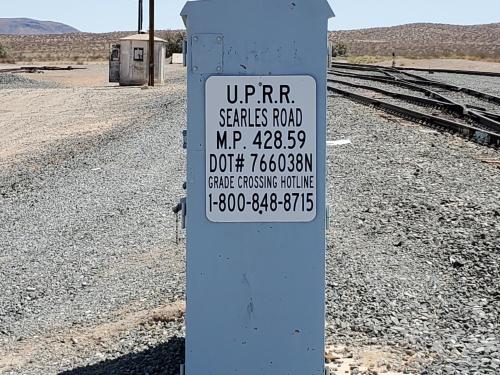 U.P.R.R.
SEARLES ROAD
M.P. 428.59
DOT# 766038N
GRADE CROSSING HOTLINE
1-800-848-8715